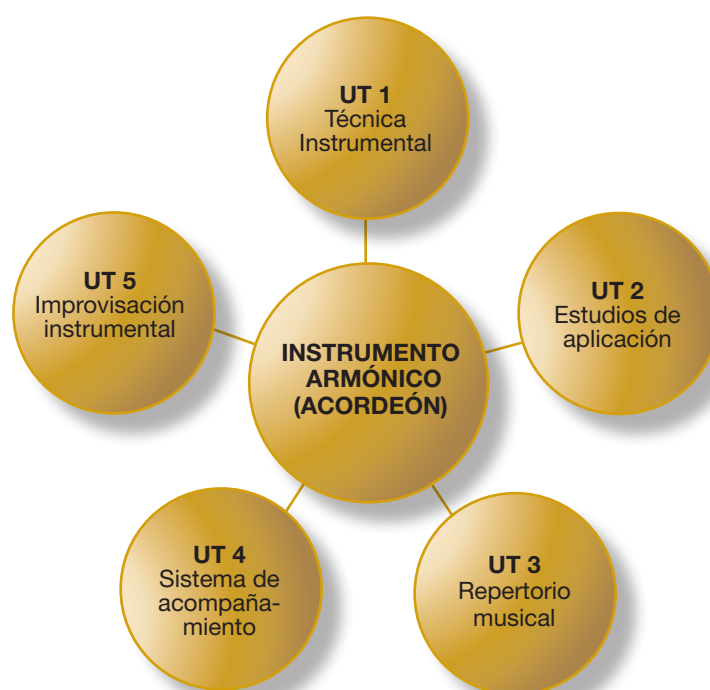 UT 1
Técnica
Instrumental
UT 2
Estudios de
aplicación
UT 3
Repertorio
musical
UT 4
Sistema de
acompaña-
miento
UT 5
Improvisación
instrumental
INSTRUMENTO
ARMÓNICO
(ACORDEÓN)